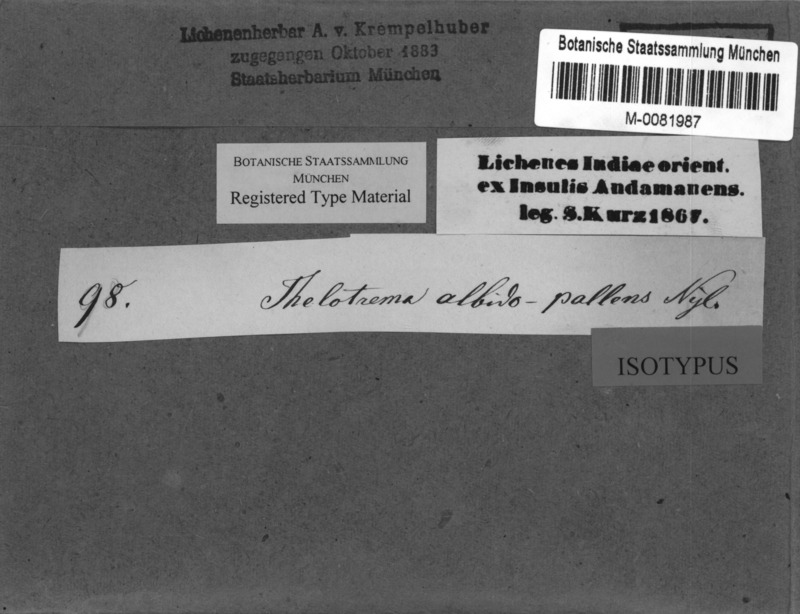 Lichenenherbar A. v. Krempelhuber
zugegangen Oktober 1883
Staatsherbarium München
Botanische Staatssammlung München
M-0081987
BOTANISCHE STAATSSAMMLUNG
MÜNCHEN
Registered Type Material
Lichenes Indiae orient.
ex Insulis Andamanens.
leg. S. Kurz 1867.
98. Thelotrema albido-pallens Nyl.
ISOTYPUS